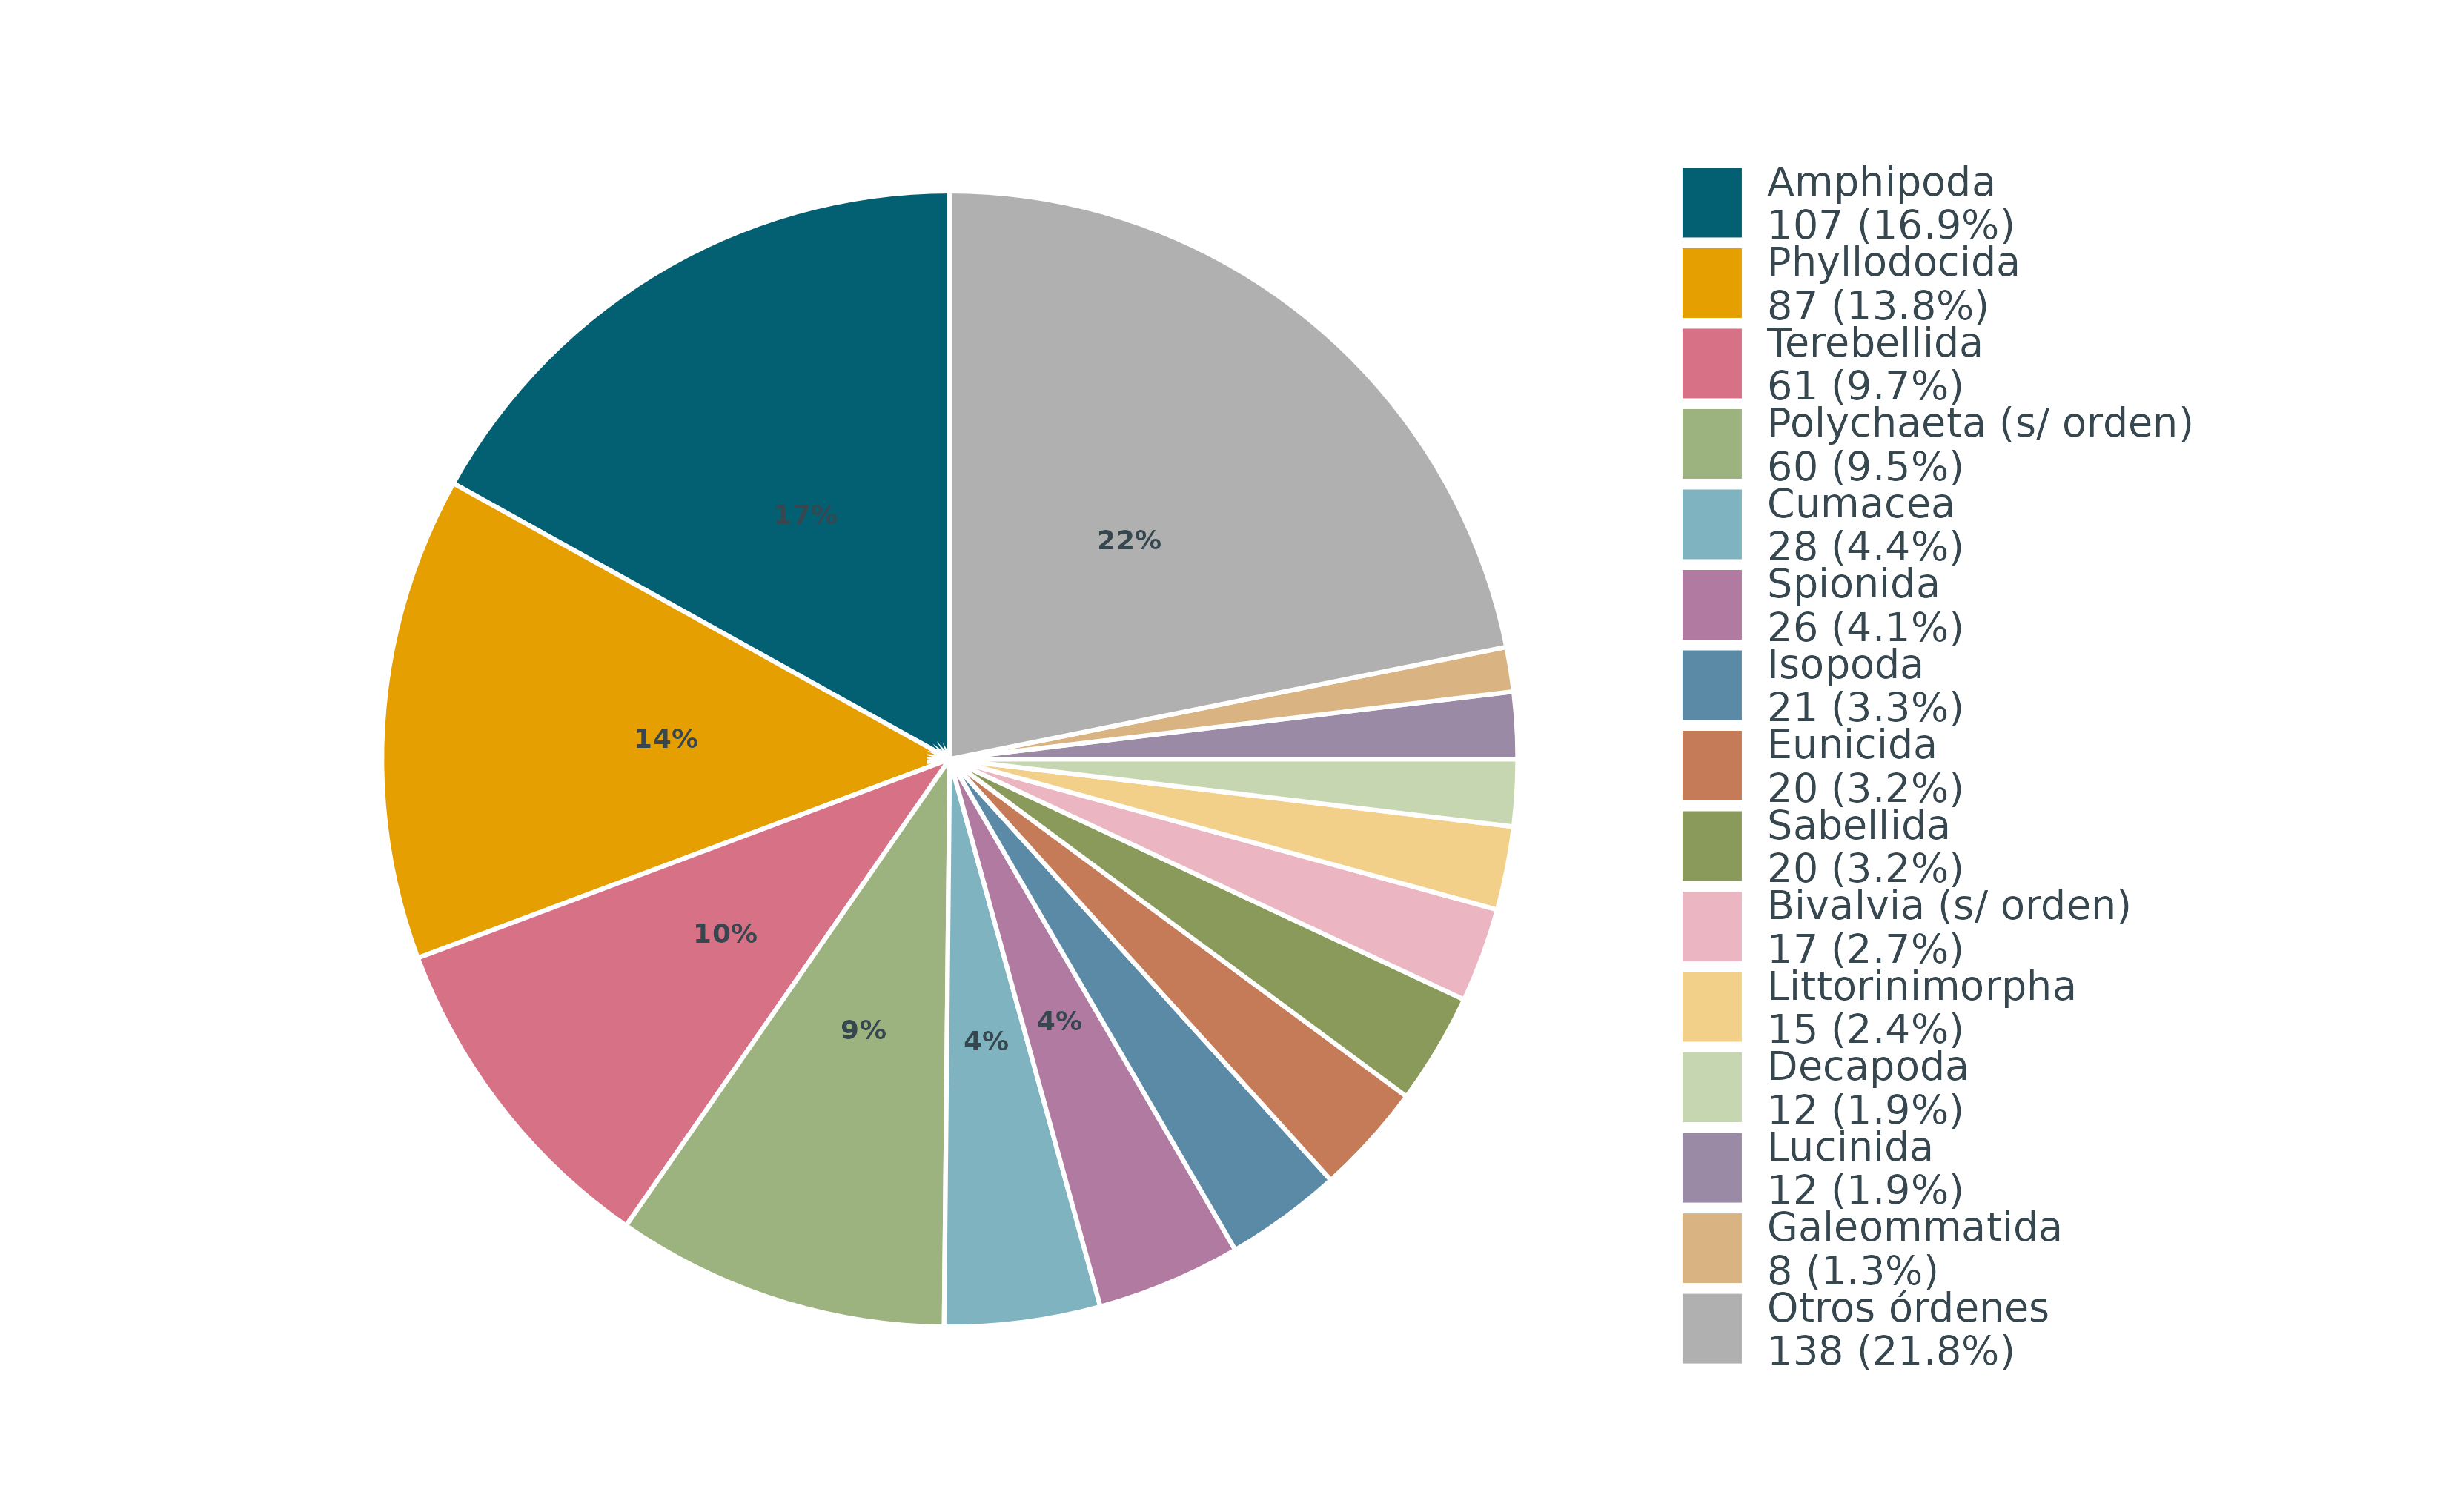 17%
22%
14%
10%
9%
4%
4%
Amphipoda
107 (16.9%)
Phyllodocida
87 (13.8%)
Terebellida
61 (9.7%)
Polychaeta (s/ orden)
60 (9.5%)
Cumacea
28 (4.4%)
Spionida
26 (4.1%)
Isopoda
21 (3.3%)
Eunicida
20 (3.2%)
Sabellida
20 (3.2%)
Bivalvia (s/ orden)
17 (2.7%)
Littorinimorpha
15 (2.4%)
Decapoda
12 (1.9%)
Lucinida
12 (1.9%)
Galeommatida
8 (1.3%)
Otros órdenes
138 (21.8%)